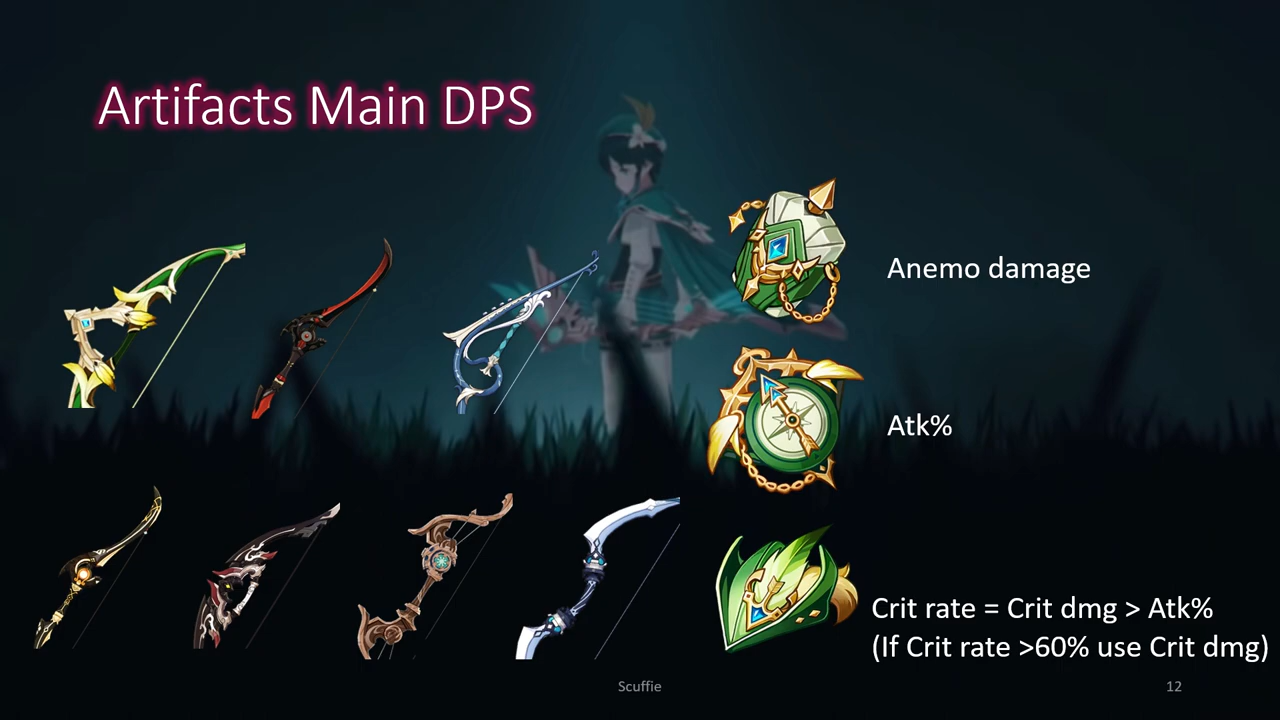 Artifacts Main DPS
Anemo damage
Atk%
Crit rate = Crit dmg > Atk%
(If Crit rate >60% use Crit dmg)
Scuffie
12